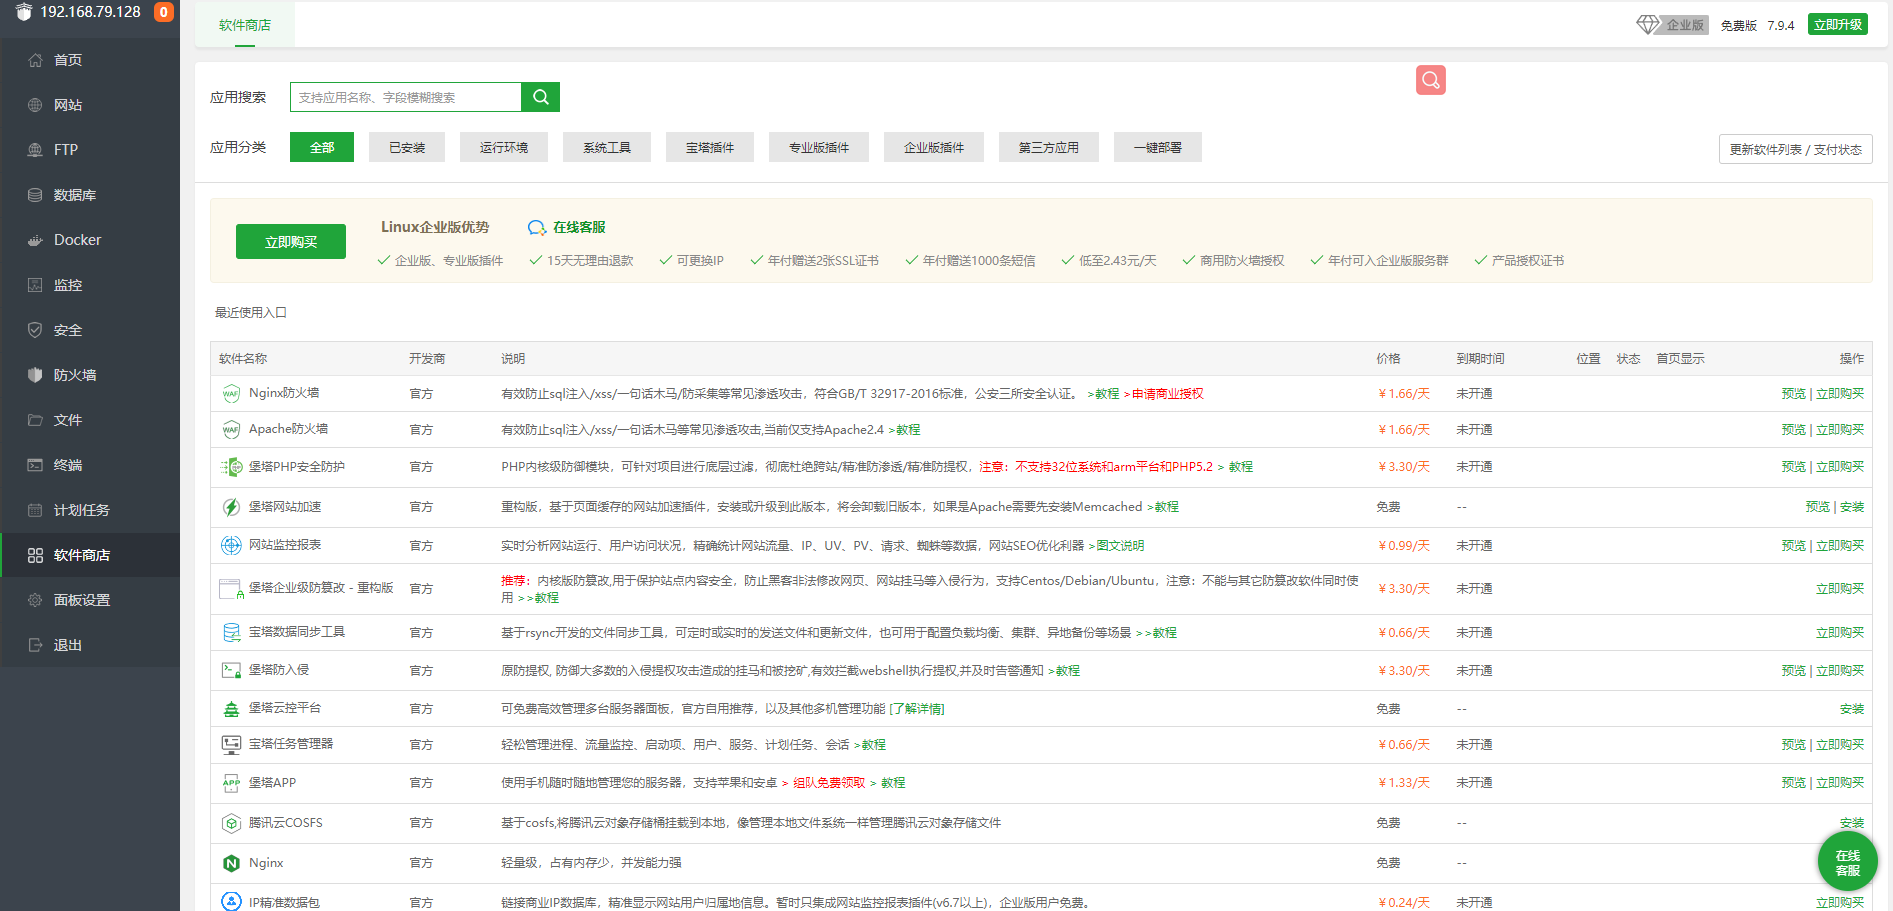 192.168.79.128 0
首页
网站
FTP
数据库
Docker
监控
安全
防火墙
文件
终端
计划任务
软件商店
面板设置
退出
软件商店
企业版 免费版 7.9.4 立即升级
应用搜索 支持应用名称、字段模糊搜索
应用分类 全部 已安装 运行环境 系统工具 宝塔插件 专业版插件 企业版插件 第三方应用 一键部署
更新软件列表 / 支付状态
立即购买
Linux企业版优势 在线客服
企业版、专业版插件 15天无理由退款 可更换IP 年付赠送2张SSL证书 年付赠送1000条短信 低至2.43元/天 商用防火墙授权 年付可入企业版服务群 产品授权证书
最近使用入口
软件名称 开发商 说明 价格 到期时间 位置 状态 首页显示 操作
WAF Nginx防火墙 官方 有效防止sql注入/xss/一句话木马/防采集等常见渗透攻击，符合GB/T 32917-2016标准，公安三所安全认证。 >教程 >申请商业授权 ￥1.66/天 未开通 预览 | 立即购买
WAF Apache防火墙 官方 有效防止sql注入/xss/一句话木马等常见渗透攻击,当前仅支持Apache2.4 >教程 ￥1.66/天 未开通 预览 | 立即购买
堡塔PHP安全防护 官方 PHP内核级防御模块，可针对项目进行底层过滤，彻底杜绝跨站/精准防渗透/精准防提权，注意：不支持32位系统和arm平台和PHP5.2 > 教程 ￥3.30/天 未开通 预览 | 立即购买
堡塔网站加速 官方 重构版，基于页面缓存的网站加速插件，安装或升级到此版本，将会卸载旧版本，如果是Apache需要先安装Memcached >教程 免费 -- 预览 | 安装
网站监控报表 官方 实时分析网站运行、用户访问状况，精确统计网站流量、IP、UV、PV、请求、蜘蛛等数据，网站SEO优化利器 >图文说明 ￥0.99/天 未开通 预览 | 立即购买
堡塔企业级防篡改 - 重构版 官方 推荐：内核版防篡改,用于保护站点内容安全，防止黑客非法修改网页、网站挂马等入侵行为，支持Centos/Debian/Ubuntu，注意：不能与其它防篡改软件同时使
用 >>教程 ￥3.30/天 未开通 立即购买
宝塔数据同步工具 官方 基于rsync开发的文件同步工具，可定时或实时的发送文件和更新文件，也可用于配置负载均衡、集群、异地备份等场景 >>教程 ￥0.66/天 未开通 立即购买
堡塔防入侵 官方 原防提权, 防御大多数的入侵提权攻击造成的挂马和被挖矿,有效拦截webshell执行提权,并及时告警通知 >教程 ￥3.30/天 未开通 预览 | 立即购买
堡塔云控平台 官方 可免费高效管理多台服务器面板，官方自用推荐，以及其他多机管理功能 [了解详情] 免费 -- 安装
宝塔任务管理器 官方 轻松管理进程、流量监控、启动项、用户、服务、计划任务、会话 >教程 ￥0.66/天 未开通 预览 | 立即购买
APP 堡塔APP 官方 使用手机随时随地管理您的服务器，支持苹果和安卓 > 组队免费领取 > 教程 ￥1.33/天 未开通 预览 | 立即购买
腾讯云COSFS 官方 基于cosfs,将腾讯云对象存储桶挂载到本地，像管理本地文件系统一样管理腾讯云对象存储文件 免费 -- 安装
N Nginx 官方 轻量级，占有内存少，并发能力强 免费 --
IP精准数据包 官方 链接商业IP数据库，精准显示网站用户归属地信息。暂时只集成网站监控报表插件(v6.7以上)，企业版用户免费。 ￥0.24/天 未开通 立即购买
在线
客服